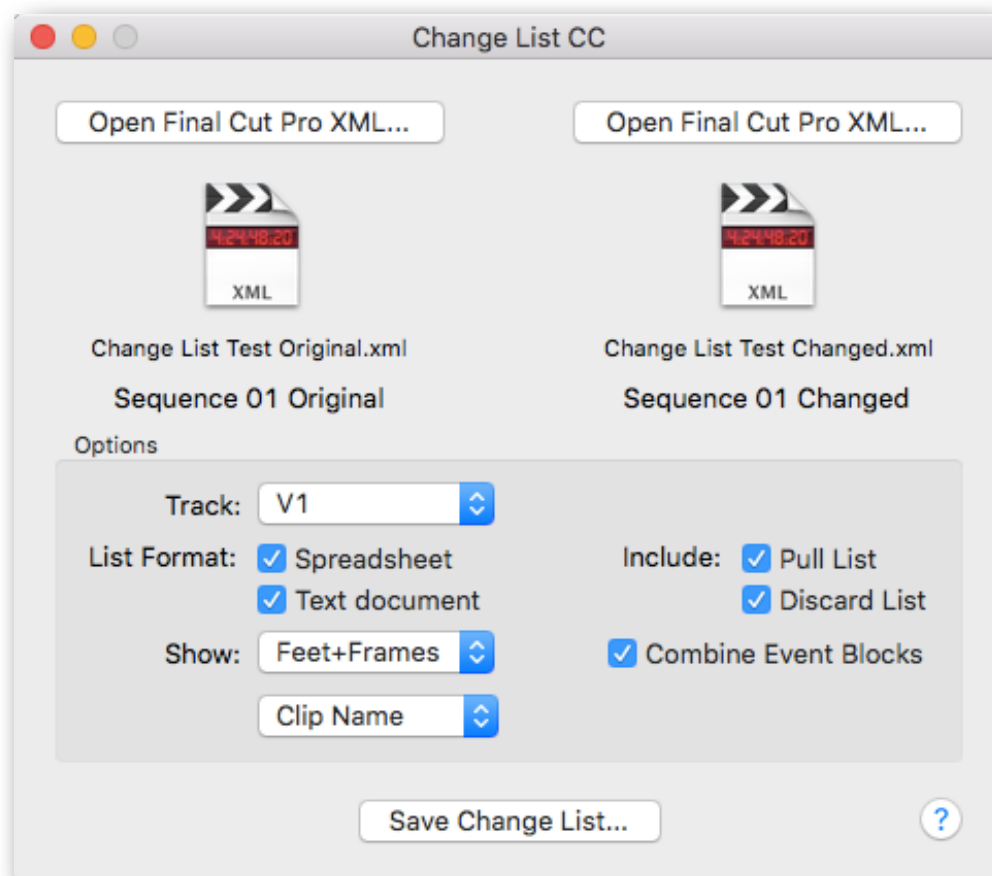 Change List CC
Open Final Cut Pro XML...
Open Final Cut Pro XML...
4:24:48:20
XML
4:24:48:20
XML
Change List Test Original.xml
Change List Test Changed.xml
Sequence 01 Original
Sequence 01 Changed
Options
Track:
V1
List Format:
Spreadsheet
Include:
Pull List
Text document
Discard List
Show:
Feet+Frames
Combine Event Blocks
Clip Name
Save Change List...
?